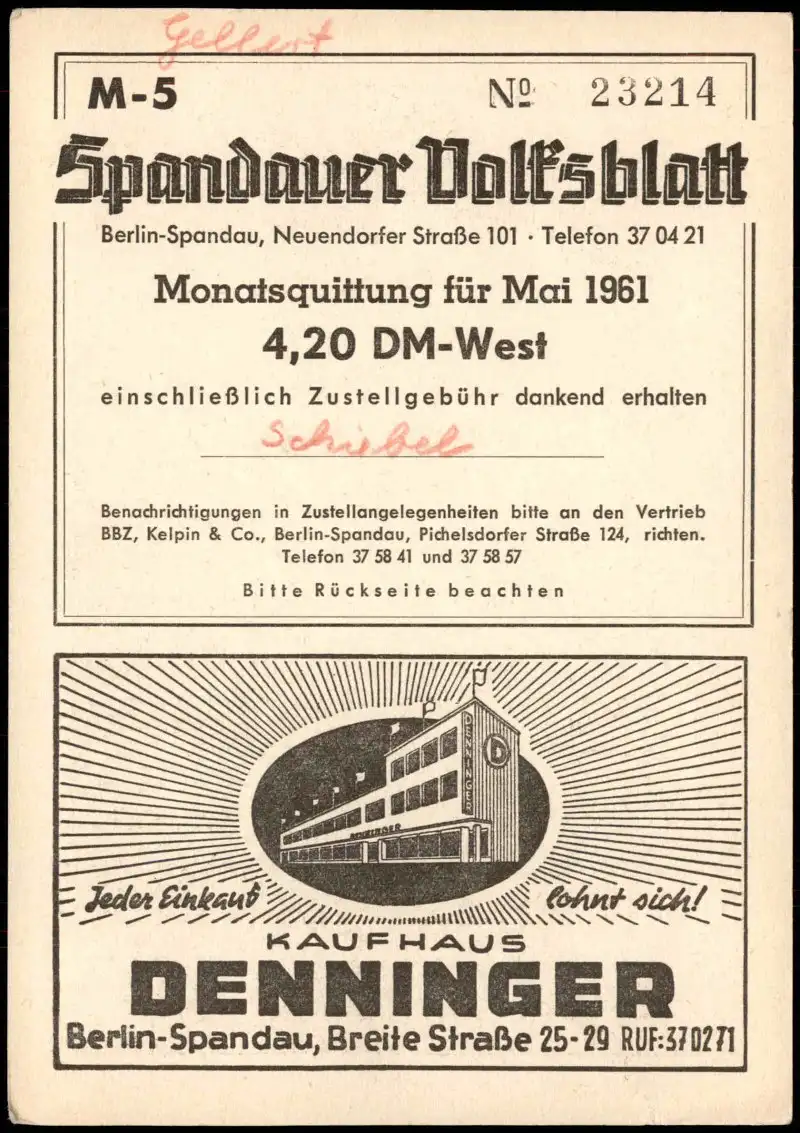 Gellert
M-5 № 23214
Spandauer Volksblatt
Berlin-Spandau, Neuendorfer Straße 101 · Telefon 37 04 21
Monatsquittung für Mai 1961
4,20 DM-West
einschließlich Zustellgebühr dankend erhalten
Schiebel
Benachrichtigungen in Zustellangelegenheiten bitte an den Vertrieb
BBZ, Kelpin & Co., Berlin-Spandau, Pichelsdorfer Straße 124, richten.
Telefon 37 58 41 und 37 58 57
Bitte Rückseite beachten
DENNINGER
D
DENNINGER
Jeder Einkauf lohnt sich!
KAUFHAUS
DENNINGER
Berlin-Spandau, Breite Straße 25-29 RUF: 370271